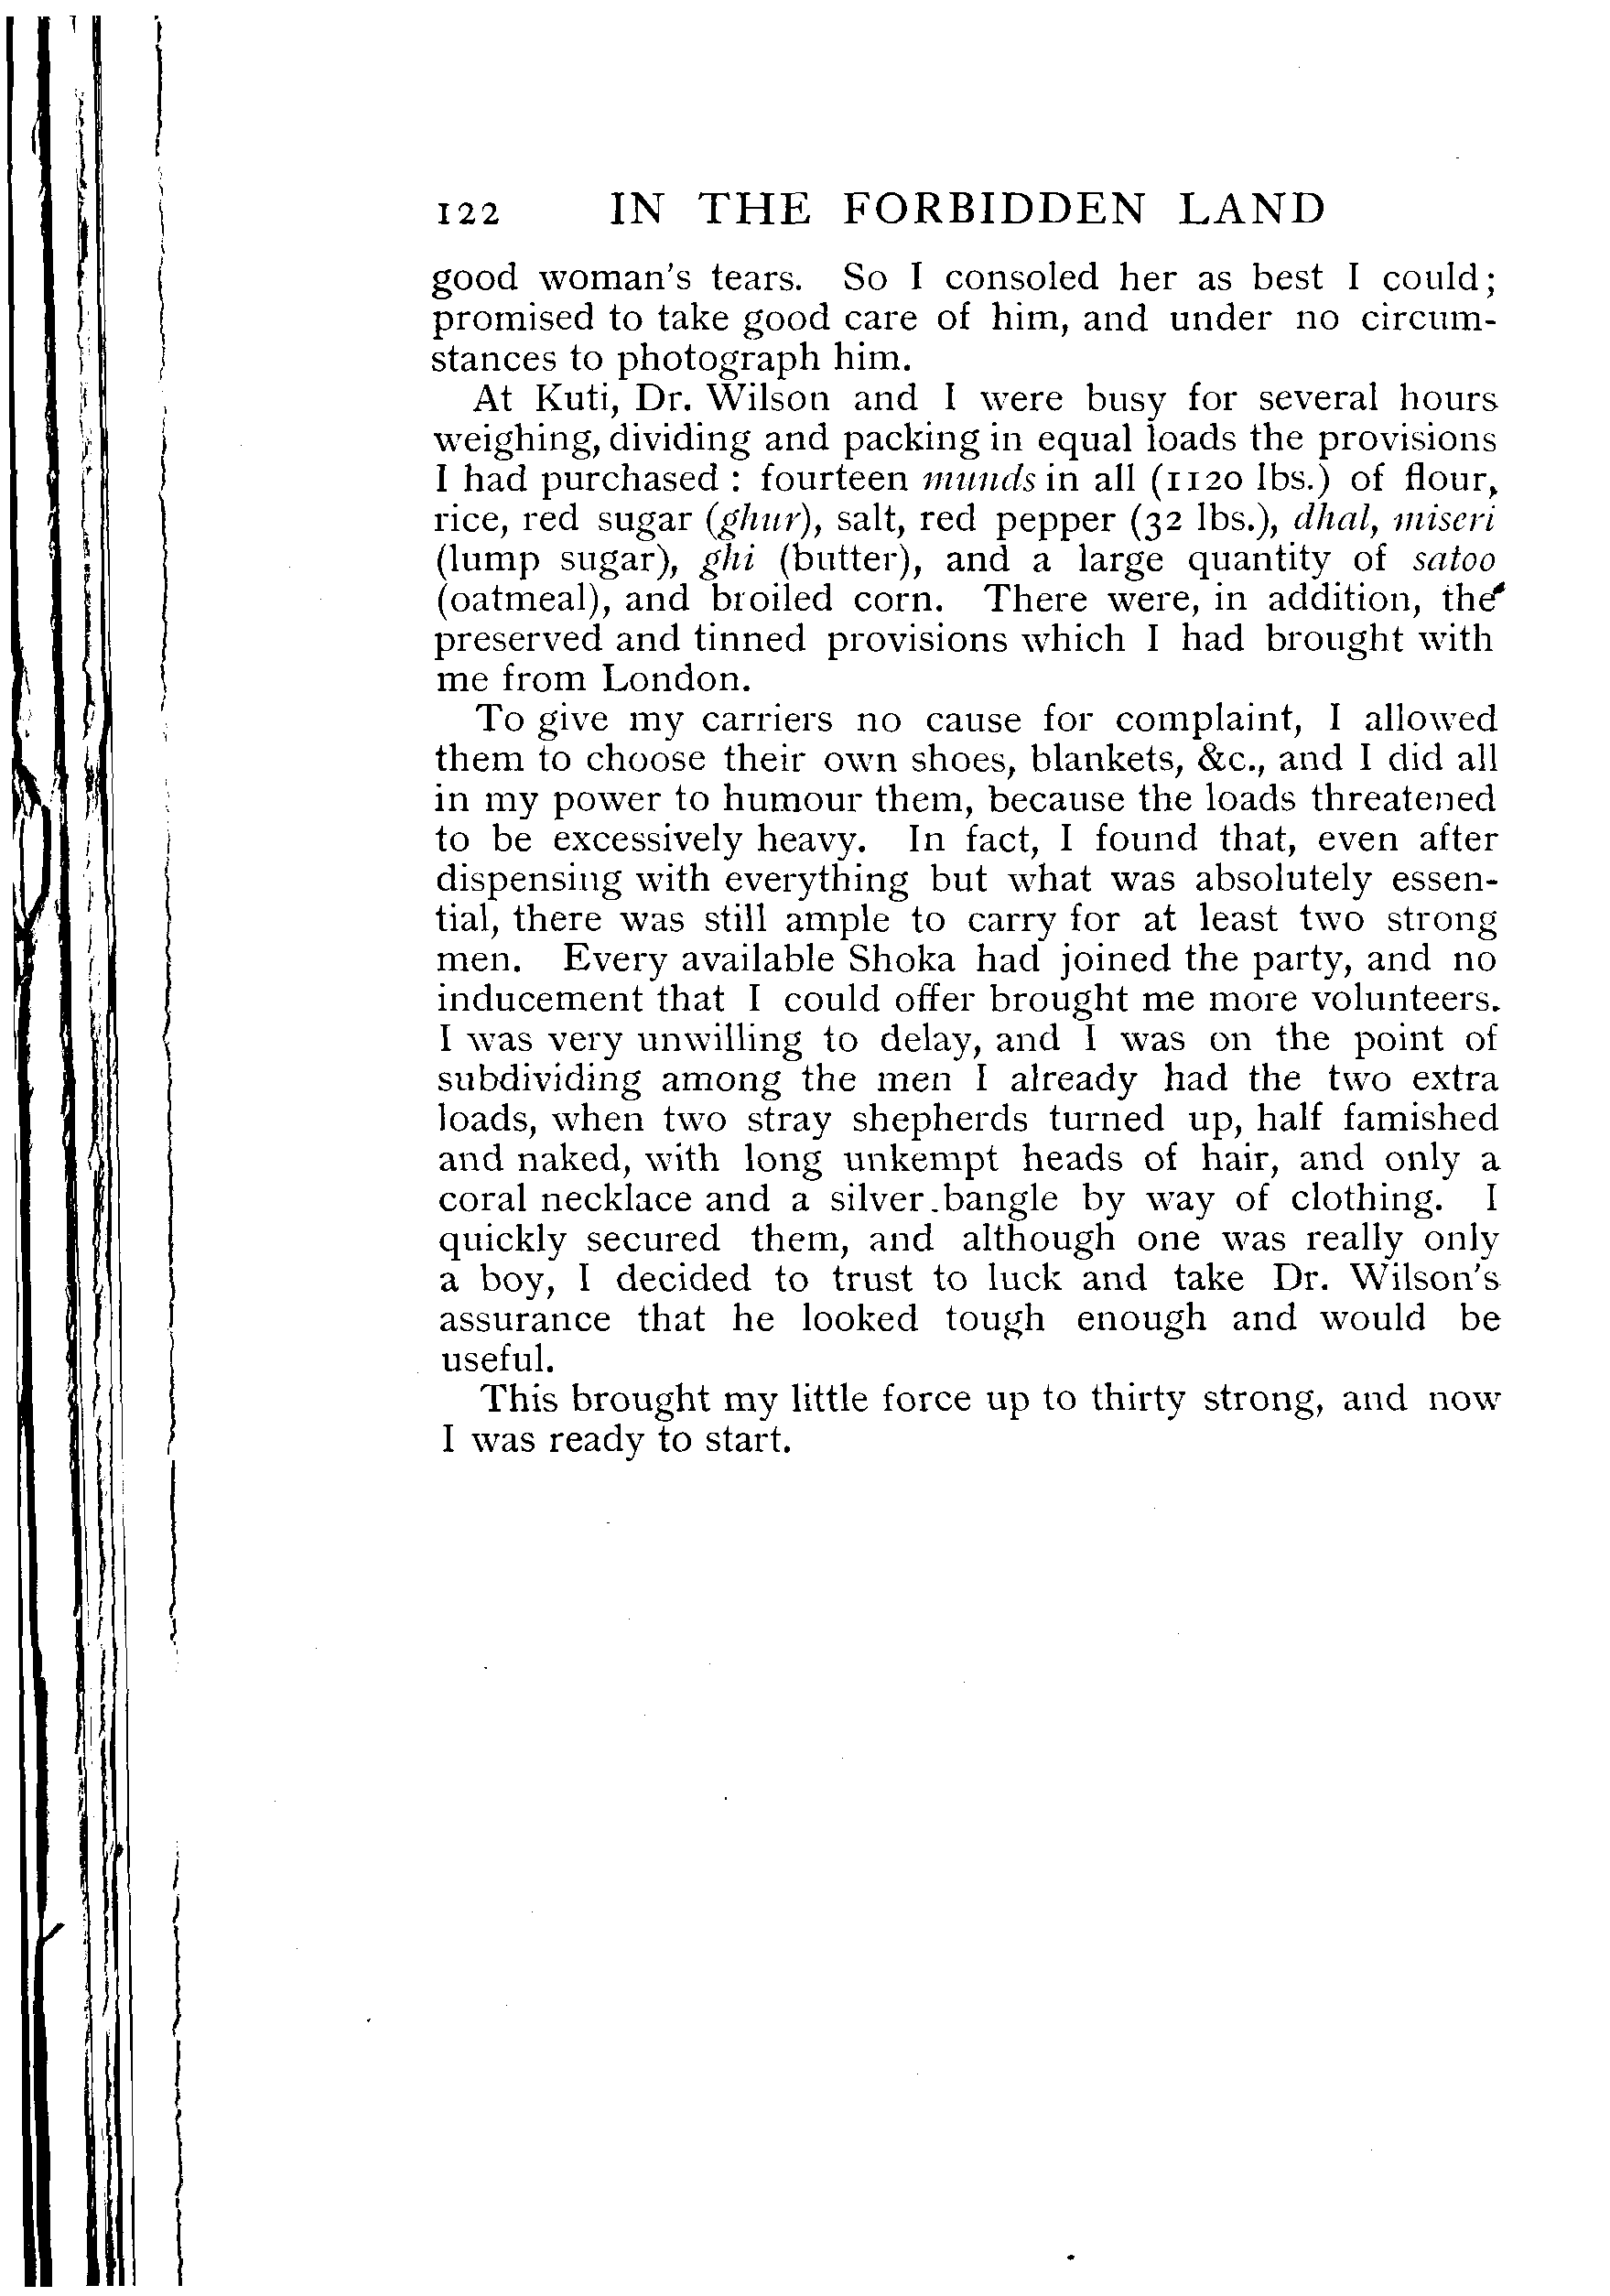 122 IN THE FORBIDDEN LAND
good woman's tears. So I consoled her as best I could;
promised to take good care of him, and under no circum-
stances to photograph him.
At Kuti, Dr. Wilson and I were busy for several hours
weighing, dividing and packing in equal loads the provisions
I had purchased : fourteen munds in all (1120 lbs.) of flour,
rice, red sugar (ghur), salt, red pepper (32 lbs.), dhal, miseri
(lump sugar), ghi (butter), and a large quantity of satoo
(oatmeal), and broiled corn. There were, in addition, the
preserved and tinned provisions which I had brought with
me from London.
To give my carriers no cause for complaint, I allowed
them to choose their own shoes, blankets, &c., and I did all
in my power to humour them, because the loads threatened
to be excessively heavy. In fact, I found that, even after
dispensing with everything but what was absolutely essen-
tial, there was still ample to carry for at least two strong
men. Every available Shoka had joined the party, and no
inducement that I could offer brought me more volunteers.
I was very unwilling to delay, and I was on the point of
subdividing among the men I already had the two extra
loads, when two stray shepherds turned up, half famished
and naked, with long unkempt heads of hair, and only a
coral necklace and a silver bangle by way of clothing. I
quickly secured them, and although one was really only
a boy, I decided to trust to luck and take Dr. Wilson's
assurance that he looked tough enough and would be
useful.
This brought my little force up to thirty strong, and now
I was ready to start.